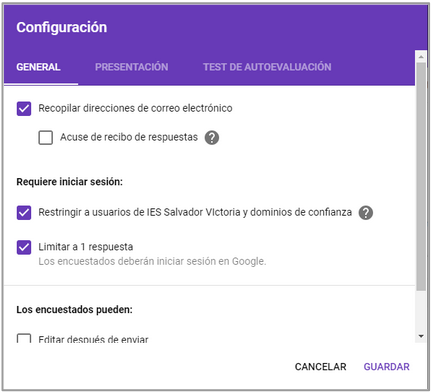 Configuración
GENERAL PRESENTACIÓN TEST DE AUTOEVALUACIÓN
Recopilar direcciones de correo electrónico
Acuse de recibo de respuestas ?
Requiere iniciar sesión:
Restringir a usuarios de IES Salvador VIctoria y dominios de confianza ?
Limitar a 1 respuesta
Los encuestados deberán iniciar sesión en Google.
Los encuestados pueden:
Editar después de enviar
CANCELAR GUARDAR